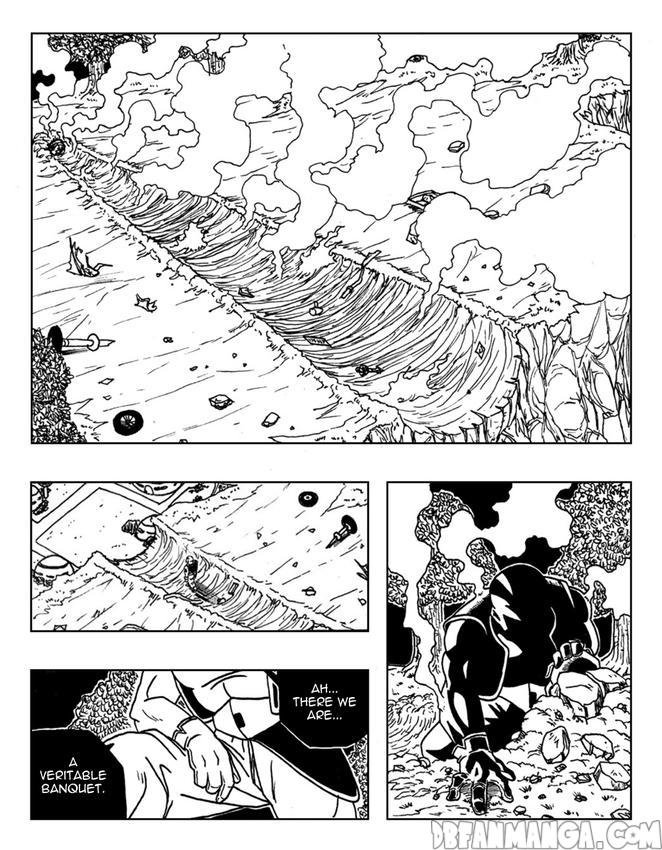 AH...
THERE WE
ARE...
A
VERITABLE
BANQUET.
DBFANMANGA.COM